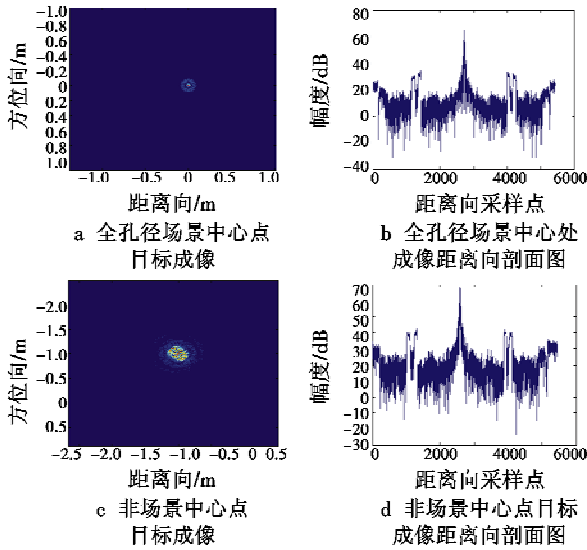 -1.0
-0.8
-0.6
-0.4
-0.2
0
0.2
0.4
0.6
0.8
1.0
方位向/m
-1.0 -0.5 0 0.5 1.0
距离向/m
a 全孔径场景中心点
目标成像
80
60
40
20
0
-20
-40
幅度/dB
0 2000 4000 6000
距离向采样点
b 全孔径场景中心处
成像距离向剖面图
-2.0
-1.5
-1.0
-0.5
0
0.5
方位向/m
-2.5 -2.0 -1.5 -1.0 -0.5 0 0.5
距离向/m
c 非场景中心点
目标成像
70
60
50
40
30
20
10
0
-10
-20
-30
幅度/dB
0 2000 4000 6000
距离向采样点
d 非场景中心点目标
成像距离向剖面图